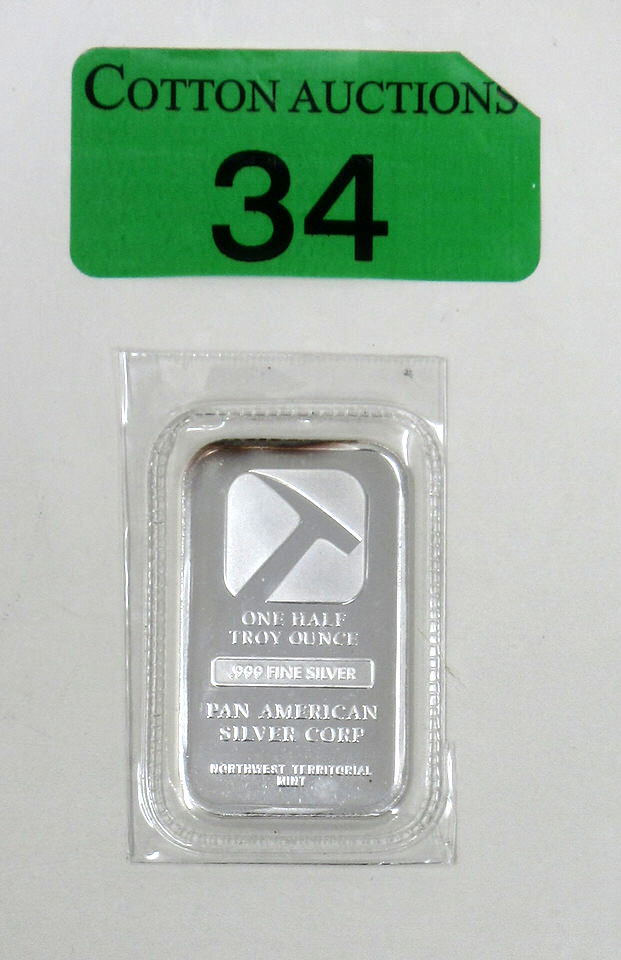 COTTON AUCTIONS
34
ONE HALF
TROY OUNCE
.999 FINE SILVER
PAN AMERICAN
SILVER CORP
NORTHWEST TERRITORIAL
MINT